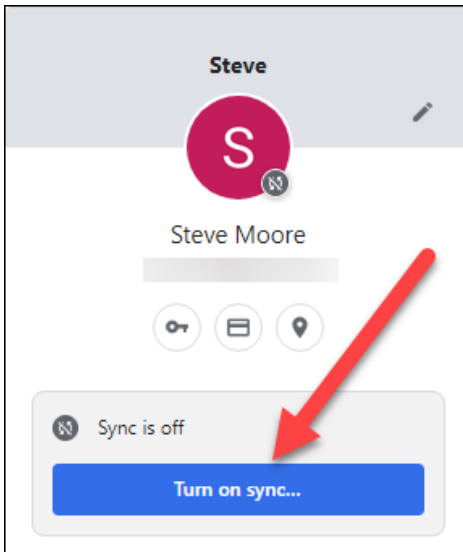 Steve
S
Steve Moore
Sync is off
Turn on sync...